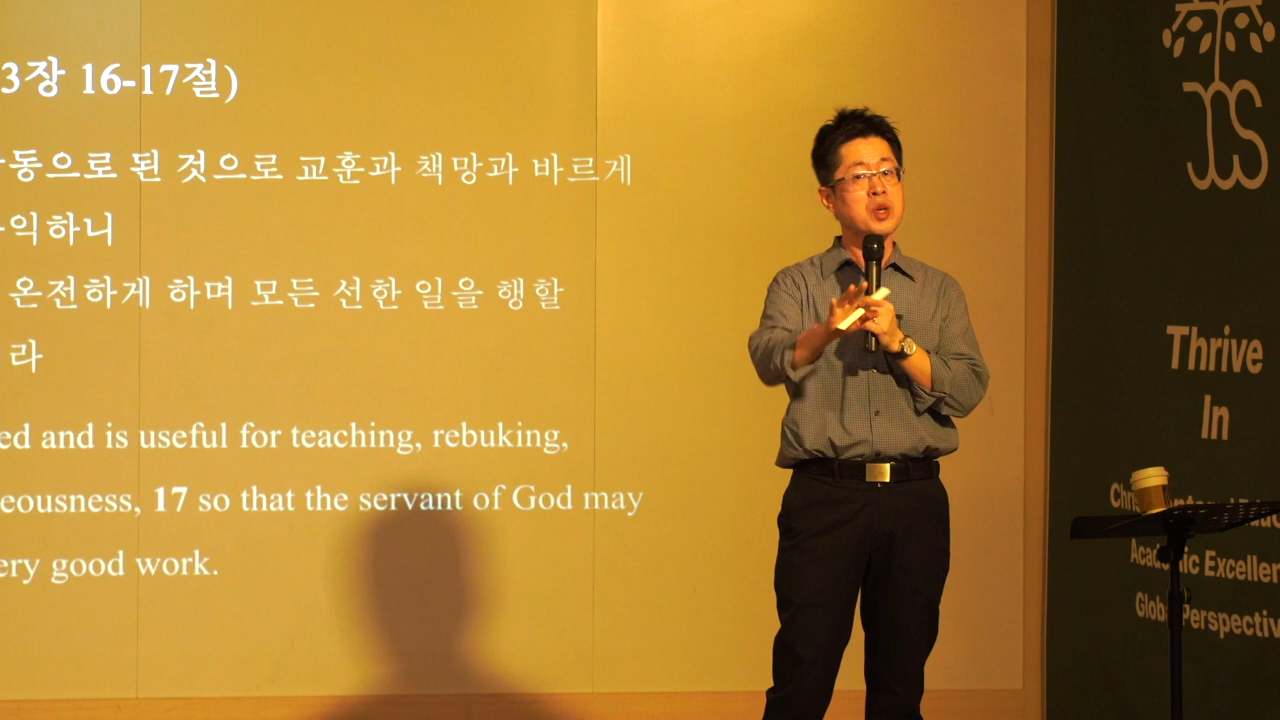 3장 16-17절)
동으로 된 것으로 교훈과 책망과 바르게
익하니
온전하게 하며 모든 선한 일을 행할
라
ed and is useful for teaching, rebuking,
eousness, 17 so that the servant of God may
ery good work.
JCS
Thrive
In
Academic Excellen
Global Perspectiv